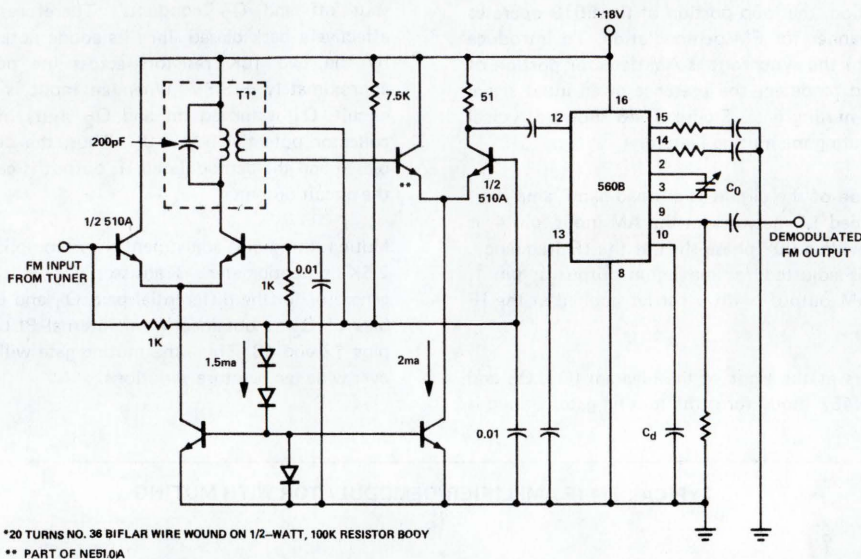 +18V
7.5K
51
200pF
12
16
15
14
2
3
9
10
13
8
560B
C0
**
1/2
510A
1/2 510A
FM INPUT
FROM TUNER
DEMODULATED
FM OUTPUT
1K
0.01
1K
1.5ma
2ma
0.01
Cd
*20 TURNS NO. 36 BIFLAR WIRE WOUND ON 1/2–WATT, 100K RESISTOR BODY
** PART OF NE510A